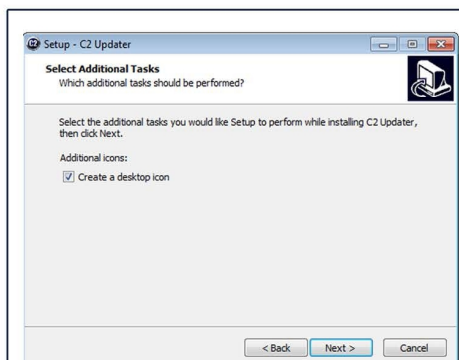 Setup - C2 Updater
Select Additional Tasks
Which additional tasks should be performed?
Select the additional tasks you would like Setup to perform while installing C2 Updater,
then click Next.
Additional icons:
Create a desktop icon
< Back Next > Cancel